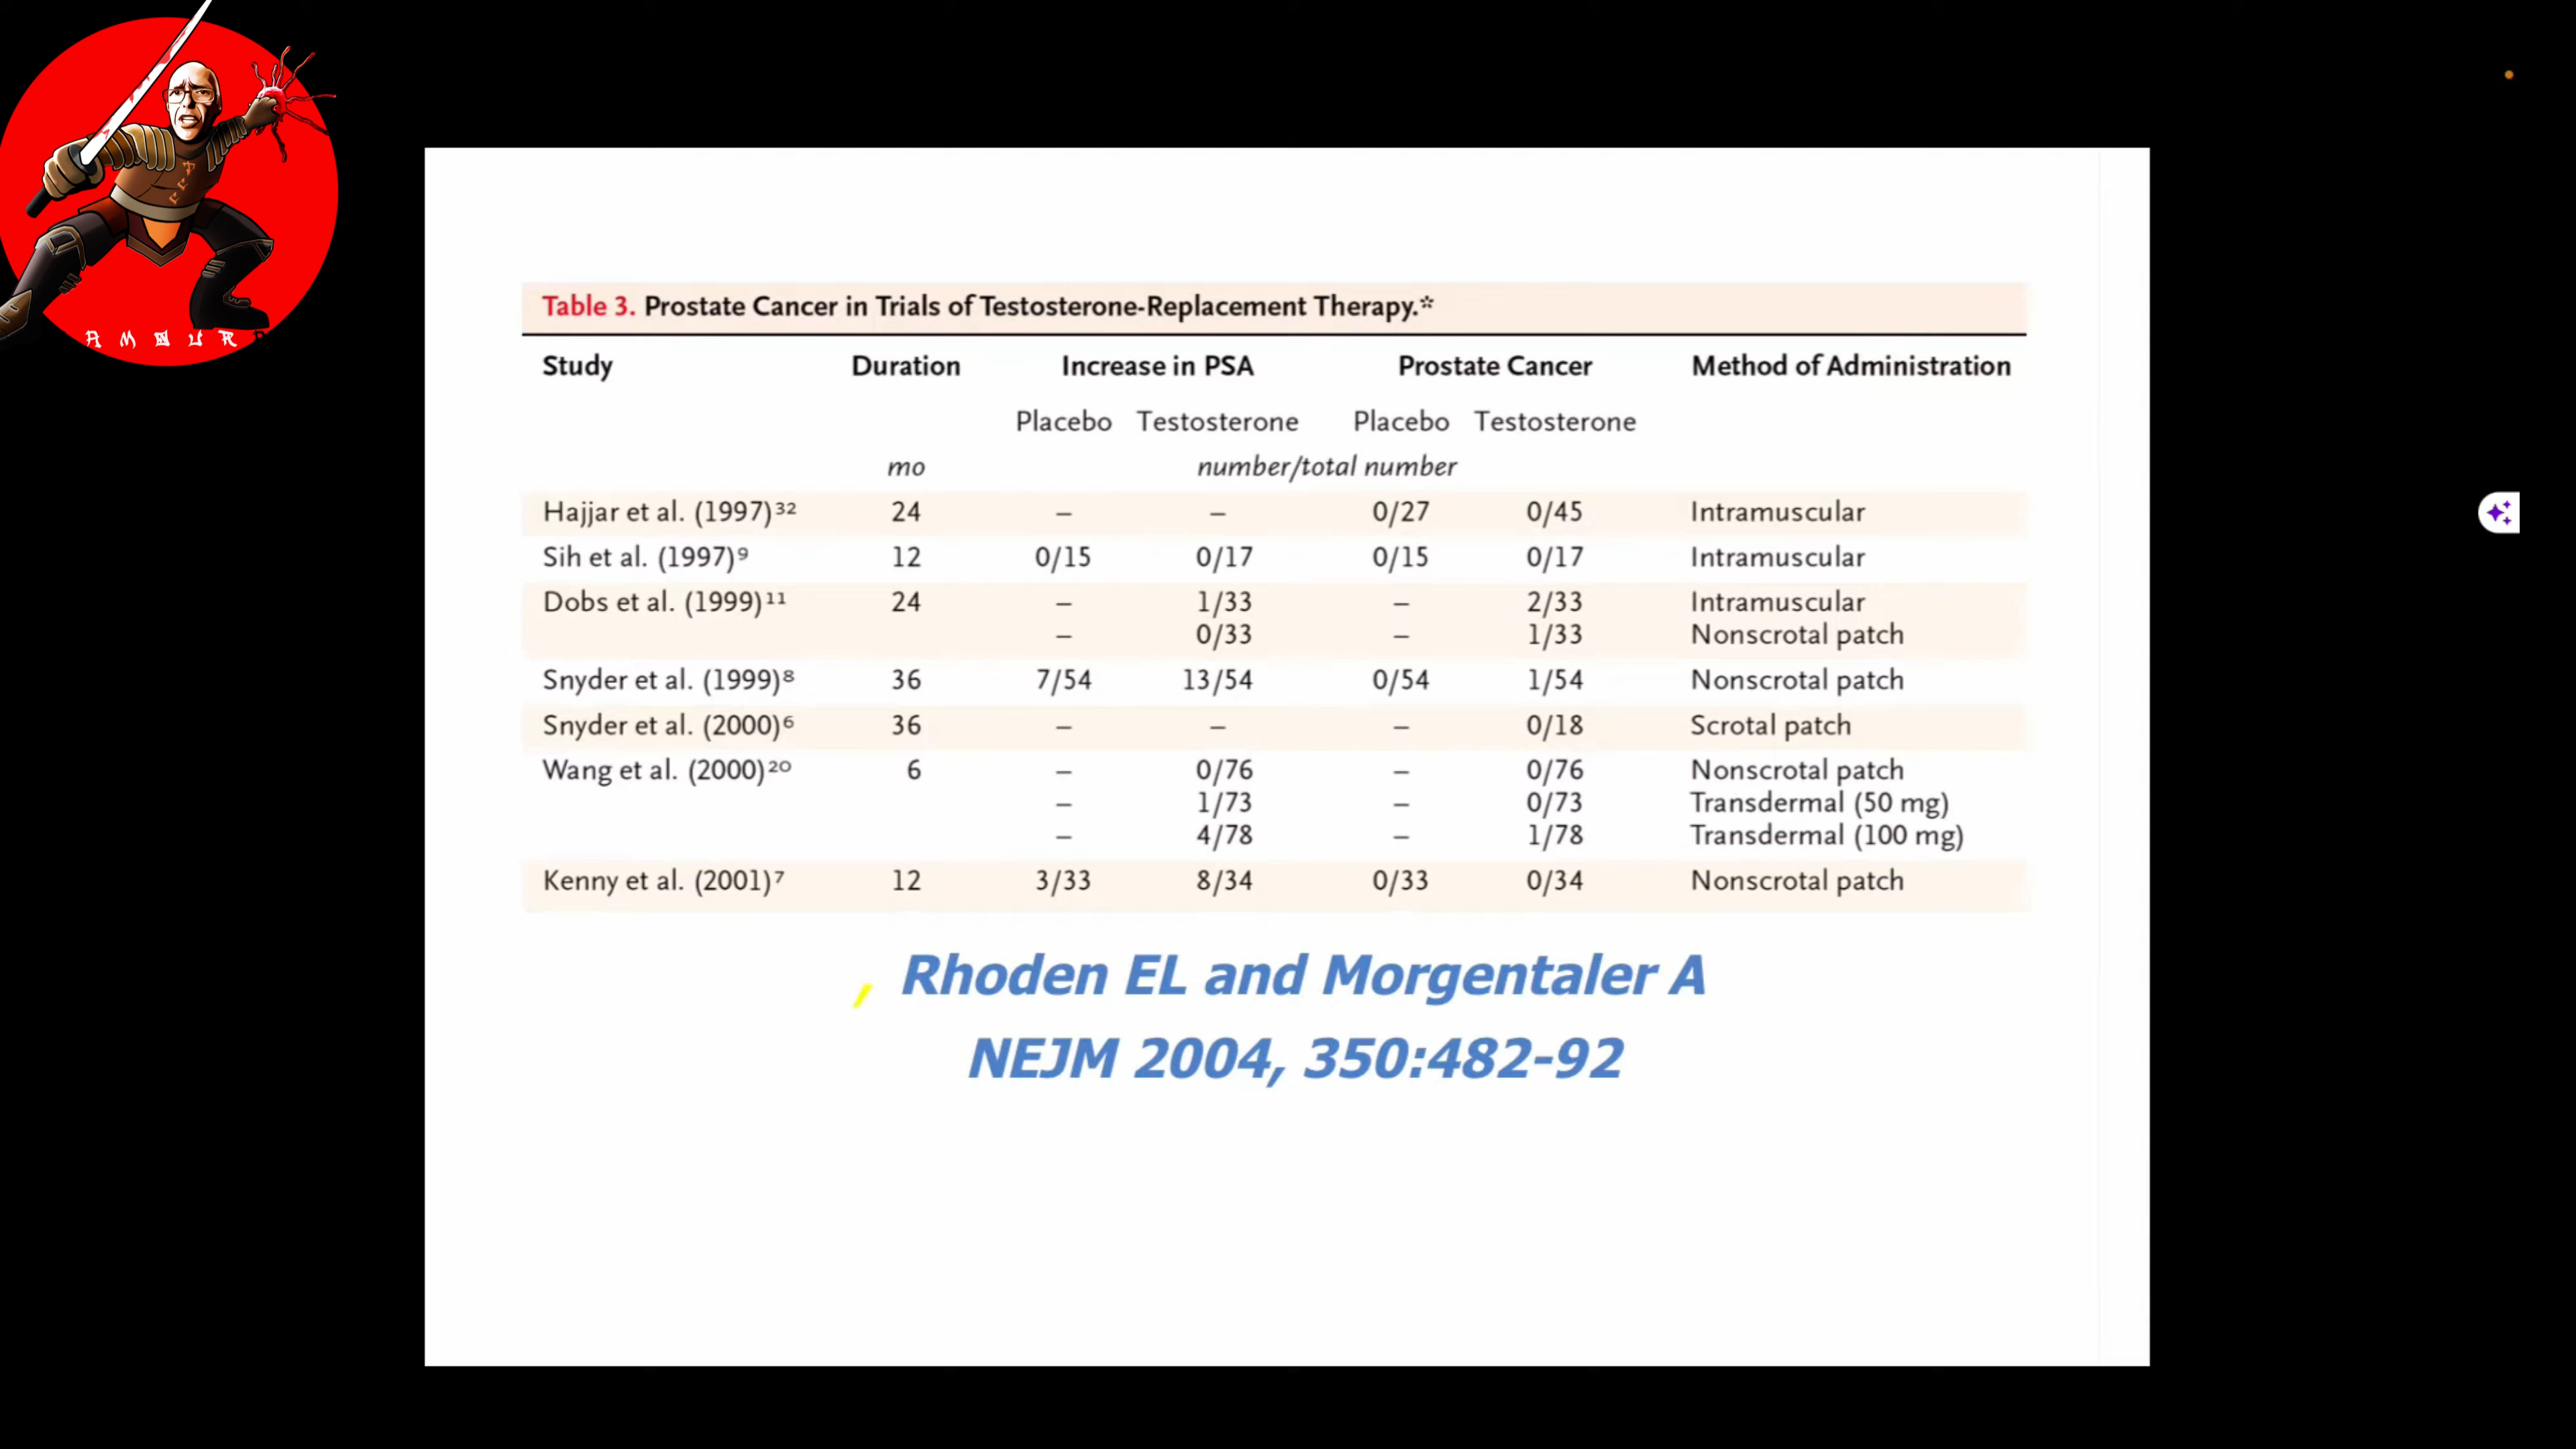 AMOUR
Table 3. Prostate Cancer in Trials of Testosterone-Replacement Therapy.*
Study Duration Increase in PSA Prostate Cancer Method of Administration
Placebo Testosterone Placebo Testosterone
mo number/total number
Hajjar et al. (1997)32 24 – – 0/27 0/45 Intramuscular
Sih et al. (1997)9 12 0/15 0/17 0/15 0/17 Intramuscular
Dobs et al. (1999)11 24 – 1/33 – 2/33 Intramuscular
– 0/33 – 1/33 Nonscrotal patch
Snyder et al. (1999)8 36 7/54 13/54 0/54 1/54 Nonscrotal patch
Snyder et al. (2000)6 36 – – – 0/18 Scrotal patch
Wang et al. (2000)20 6 – 0/76 – 0/76 Nonscrotal patch
– 1/73 – 0/73 Transdermal (50 mg)
– 4/78 – 1/78 Transdermal (100 mg)
Kenny et al. (2001)7 12 3/33 8/34 0/33 0/34 Nonscrotal patch
, Rhoden EL and Morgentaler A
NEJM 2004, 350:482-92